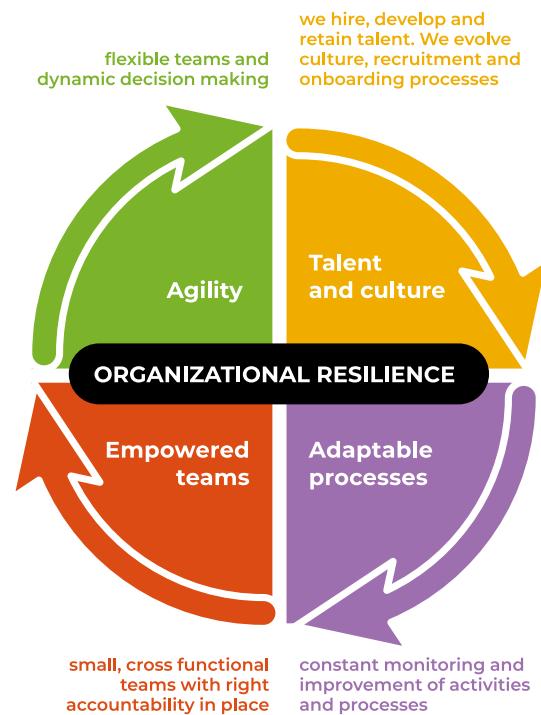 flexible teams and
dynamic decision making
we hire, develop and
retain talent. We evolve
culture, recruitment and
onboarding processes
Agility
Talent
and culture
ORGANIZATIONAL RESILIENCE
Empowered
teams
Adaptable
processes
small, cross functional
teams with right
accountability in place
constant monitoring and
improvement of activities
and processes